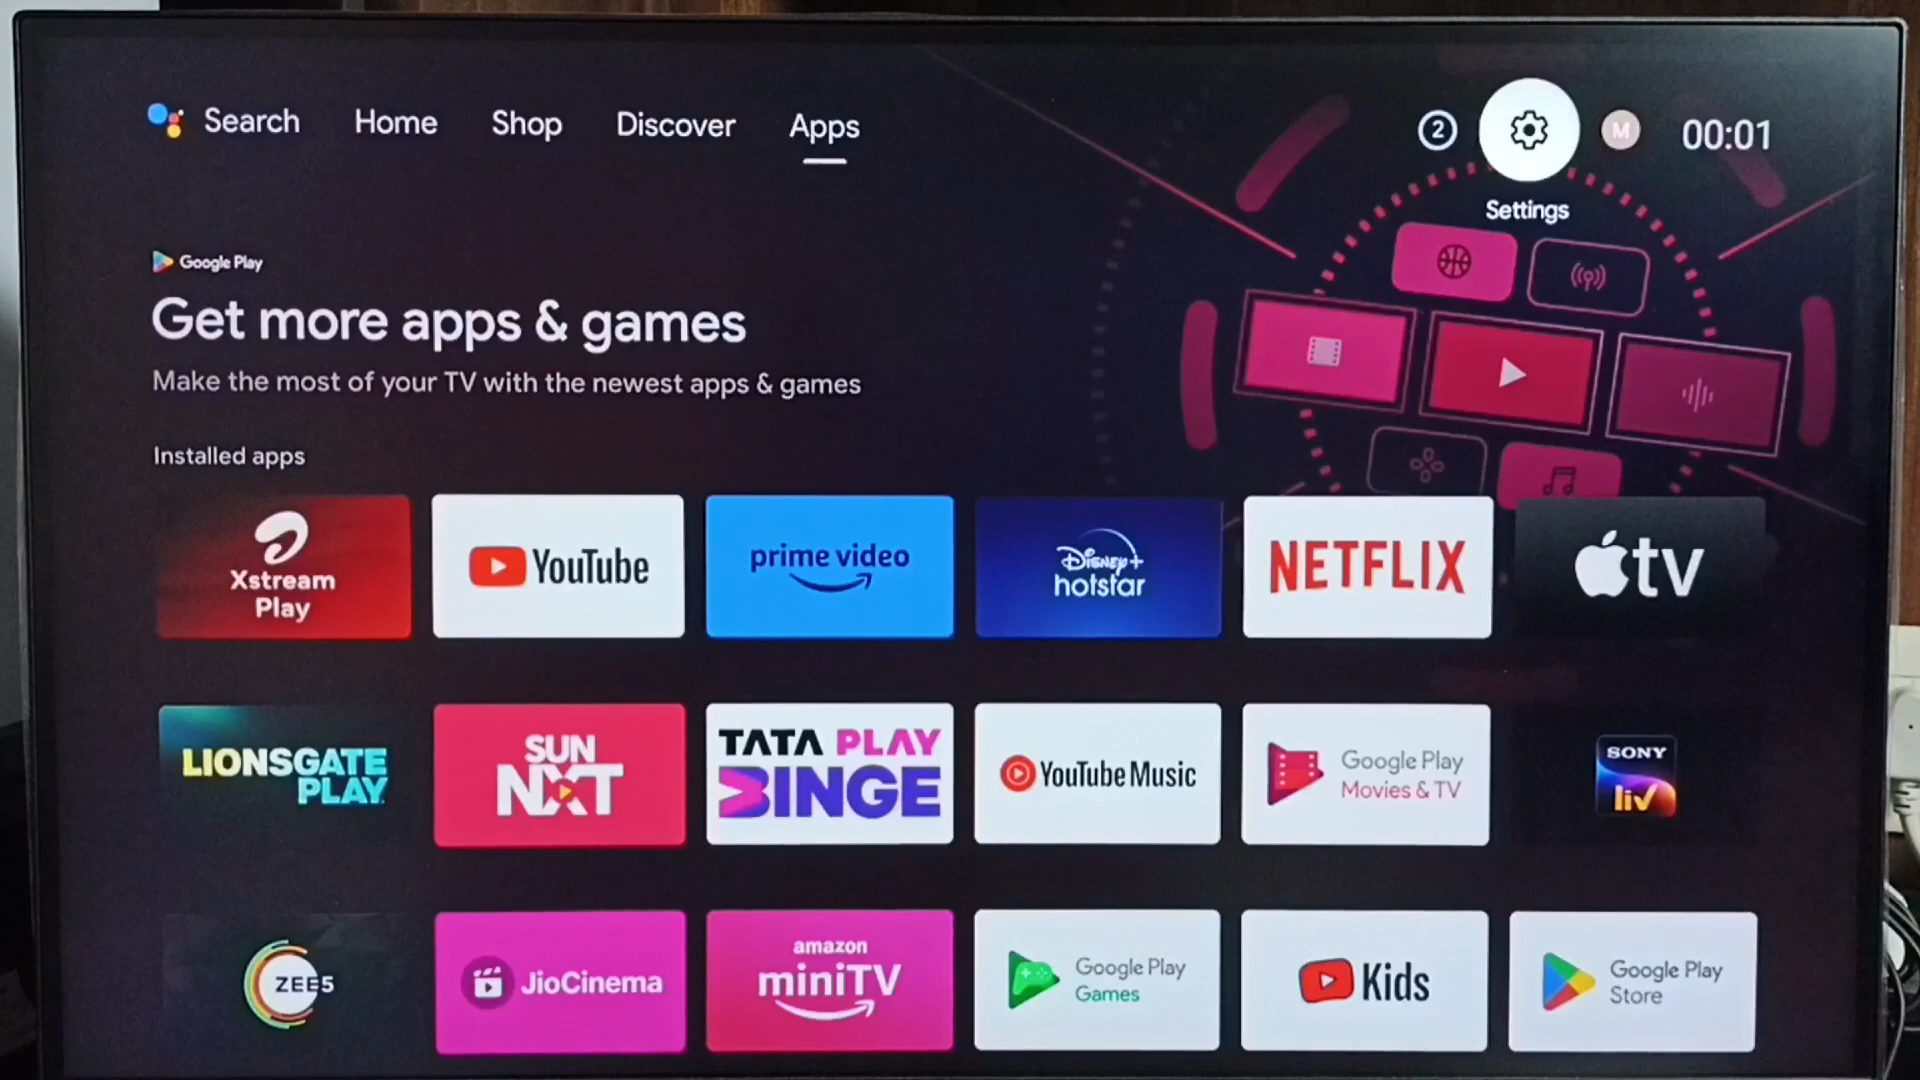 Search Home Shop Discover Apps
2
M
00:01
Settings
Google Play
Get more apps & games
Make the most of your TV with the newest apps & games
Installed apps
Xstream
Play
YouTube
prime video
Disney+
hotstar
NETFLIX
tv
LIONSGATE
PLAY
SUN
NXT
TATA PLAY
BINGE
YouTube Music
Google Play
Movies & TV
SONY
liv
ZEE5
JioCinema
amazon
miniTV
Google Play
Games
Kids
Google Play
Store